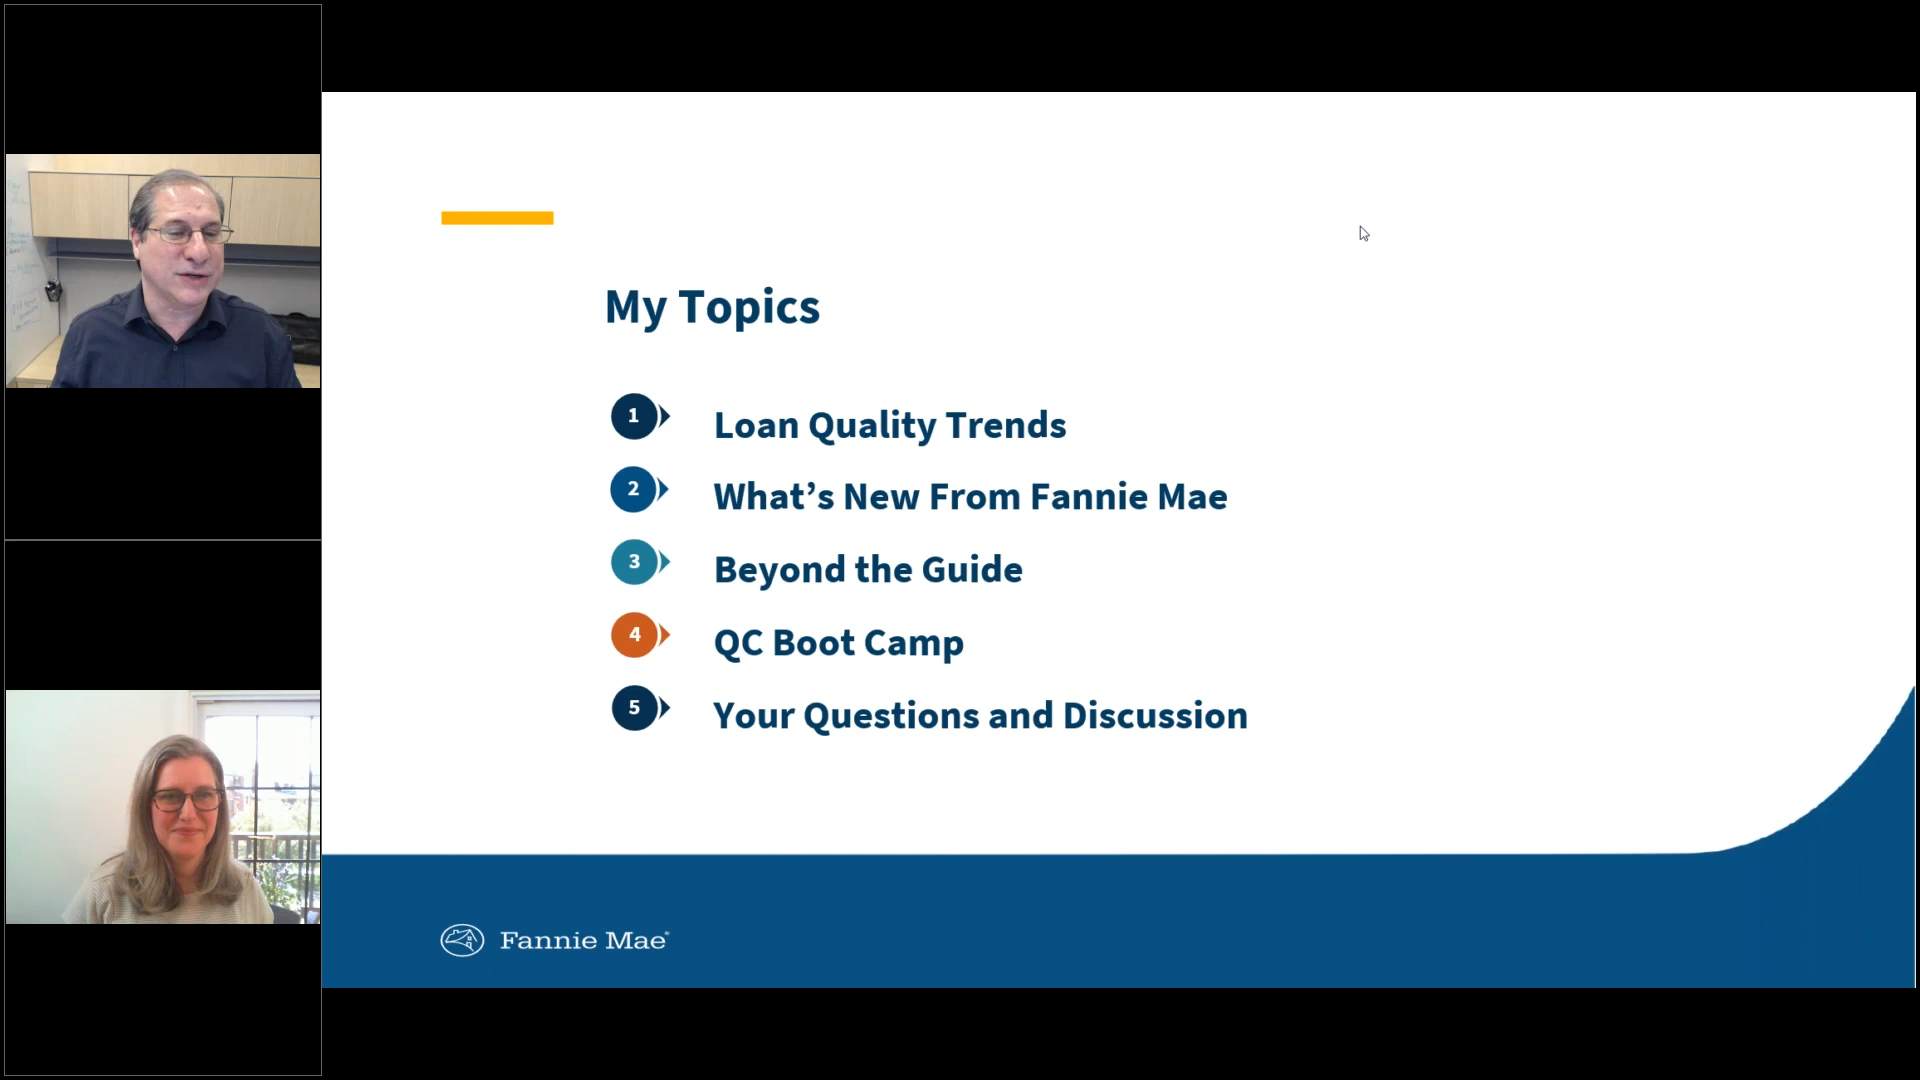 My Topics
1 Loan Quality Trends
2 What’s New From Fannie Mae
3 Beyond the Guide
4 QC Boot Camp
5 Your Questions and Discussion
Fannie Mae®